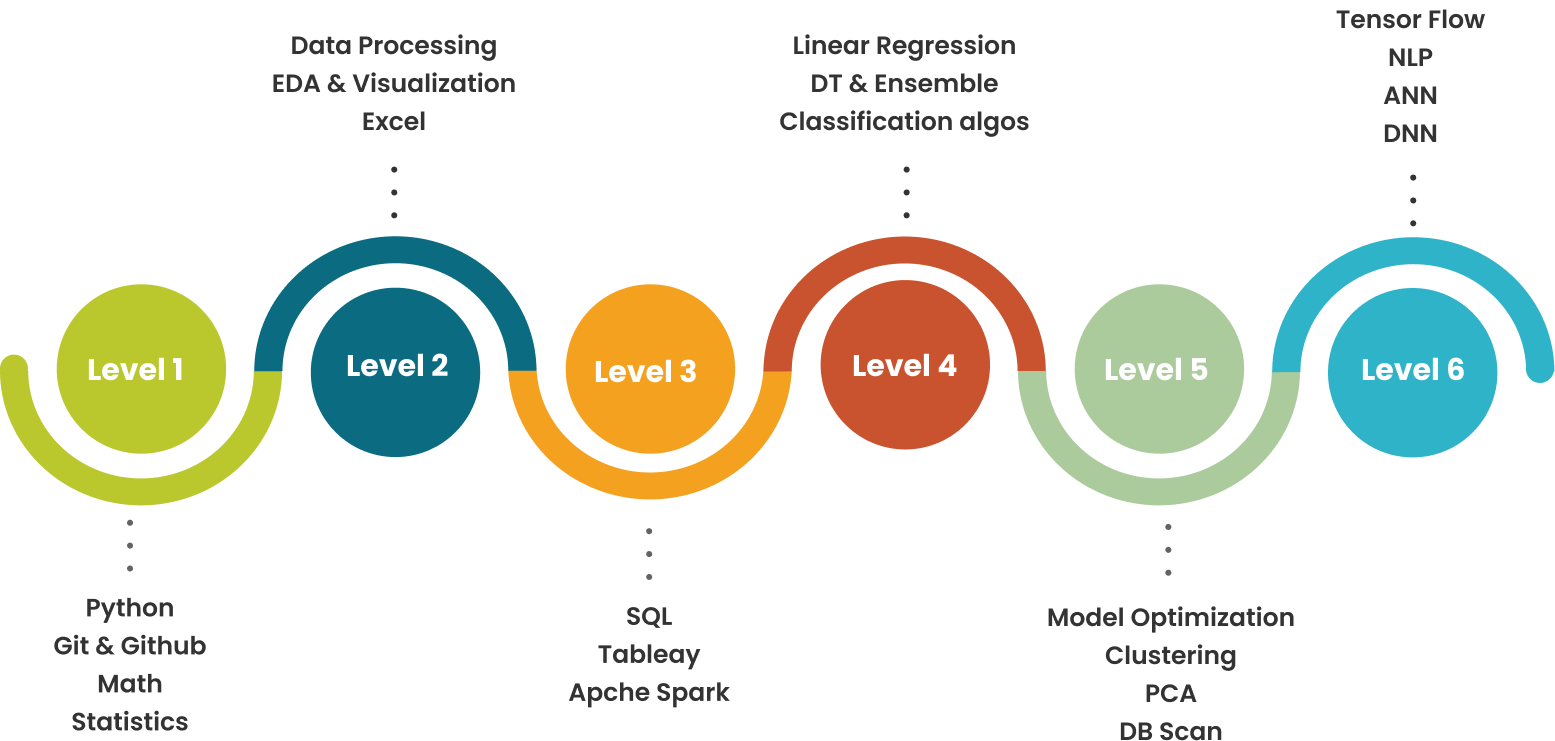 Level 1
Python
Git & Github
Math
Statistics
Data Processing
EDA & Visualization
Excel
Level 2
Level 3
SQL
Tableay
Apche Spark
Linear Regression
DT & Ensemble
Classification algos
Level 4
Level 5
Model Optimization
Clustering
PCA
DB Scan
Tensor Flow
NLP
ANN
DNN
Level 6